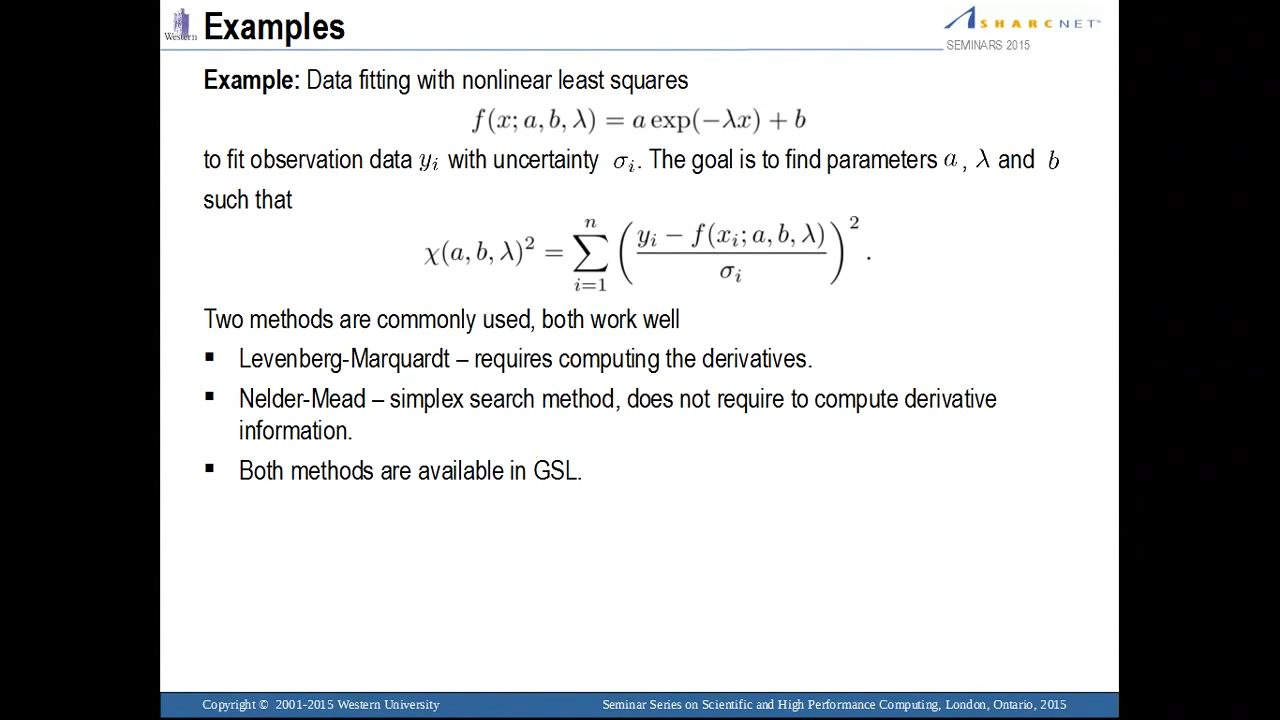 Western
Examples
SHARCNET™
SEMINARS 2015
Example: Data fitting with nonlinear least squares
f(x; a, b, λ) = a exp(−λx) + b
to fit observation data yᵢ with uncertainty σᵢ. The goal is to find parameters a, λ and b
such that
χ(a, b, λ)² = ∑ᵢ₌₁ⁿ ((yᵢ − f(xᵢ; a, b, λ)) / σᵢ)².
Two methods are commonly used, both work well
▪ Levenberg-Marquardt – requires computing the derivatives.
▪ Nelder-Mead – simplex search method, does not require to compute derivative
information.
▪ Both methods are available in GSL.
Copyright © 2001-2015 Western University
Seminar Series on Scientific and High Performance Computing, London, Ontario, 2015